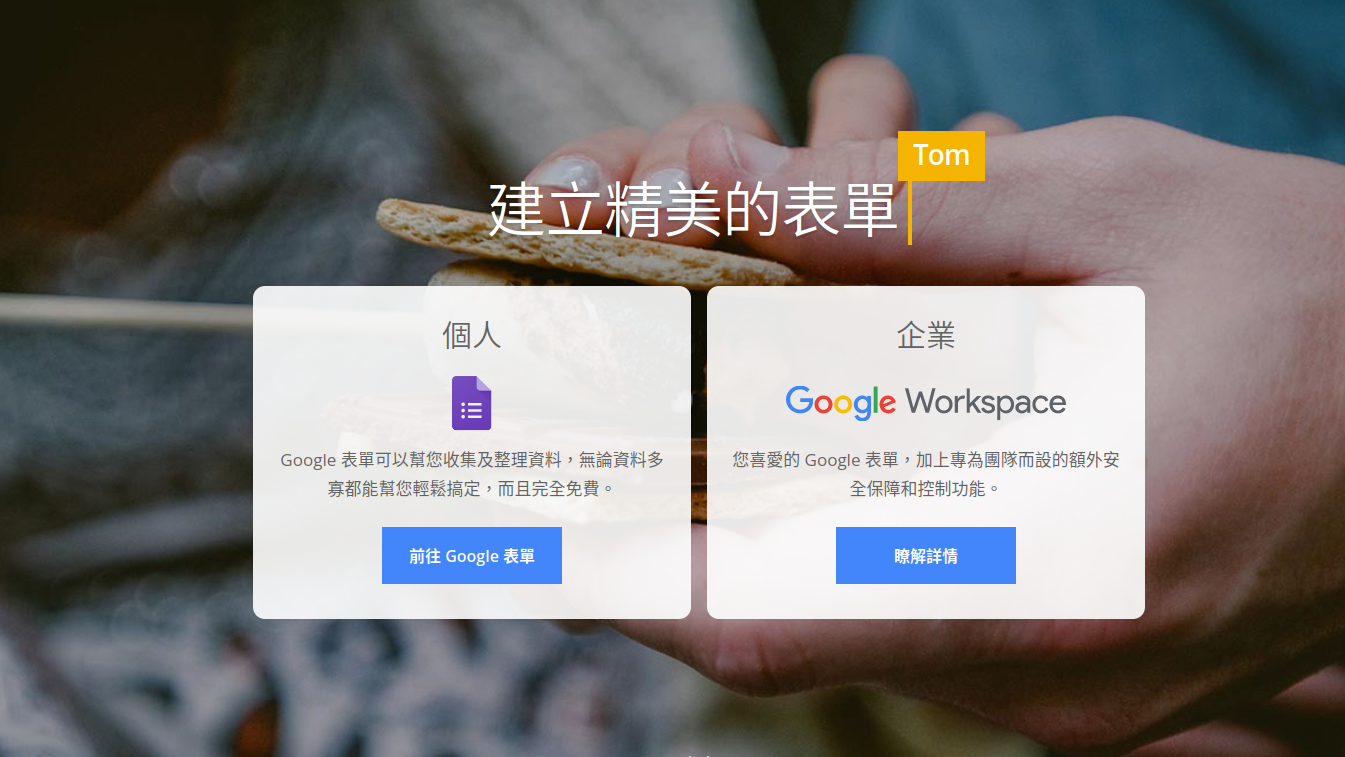 Tom
建立精美的表單
個人
Google 表單可以幫您收集及整理資料，無論資料多
寡都能幫您輕鬆搞定，而且完全免費。
前往 Google 表單
企業
Google Workspace
您喜愛的 Google 表單，加上專為團隊而設的額外安
全保障和控制功能。
瞭解詳情